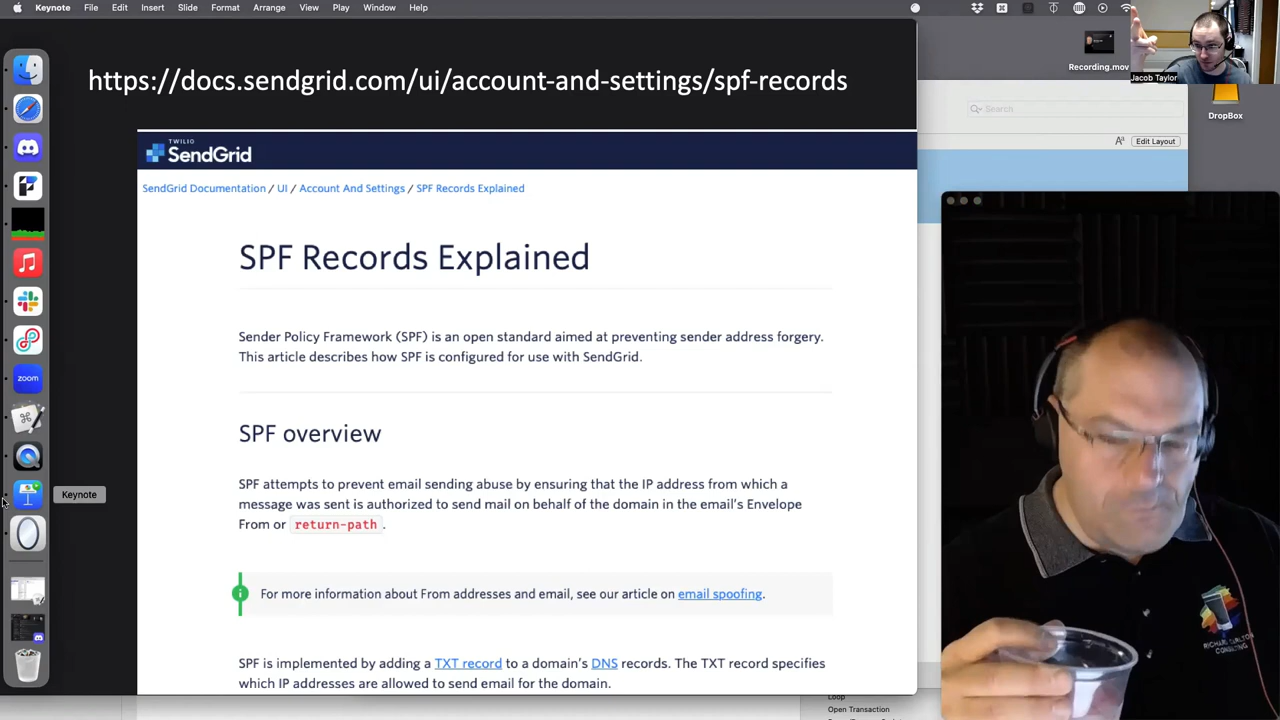 Keynote File Edit Insert Slide Format Arrange View Play Window Help
https://docs.sendgrid.com/ui/account-and-settings/spf-records
Jacob Taylor
Recording.mov
DropBox
Search
Edit Layout
TWILIO
SendGrid
SendGrid Documentation / UI / Account And Settings / SPF Records Explained
SPF Records Explained
Sender Policy Framework (SPF) is an open standard aimed at preventing sender address forgery.
This article describes how SPF is configured for use with SendGrid.
zoom
SPF overview
SPF attempts to prevent email sending abuse by ensuring that the IP address from which a
message was sent is authorized to send mail on behalf of the domain in the email's Envelope
From or return-path.
Keynote
For more information about From addresses and email, see our article on email spoofing.
SPF is implemented by adding a TXT record to a domain's DNS records. The TXT record specifies
which IP addresses are allowed to send email for the domain.
RICHARD CARLTON
CONSULTING
Loop
Open Transaction